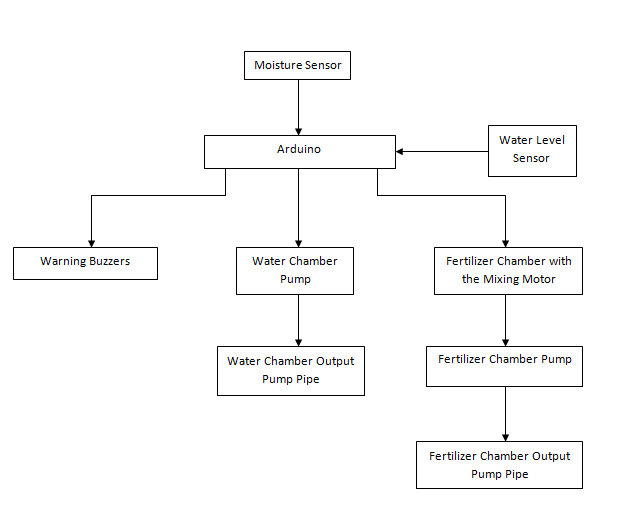 Moisture Sensor
Arduino
Water Level
Sensor
Warning Buzzers
Water Chamber
Pump
Fertilizer Chamber with
the Mixing Motor
Water Chamber Output
Pump Pipe
Fertilizer Chamber Pump
Fertilizer Chamber Output
Pump Pipe